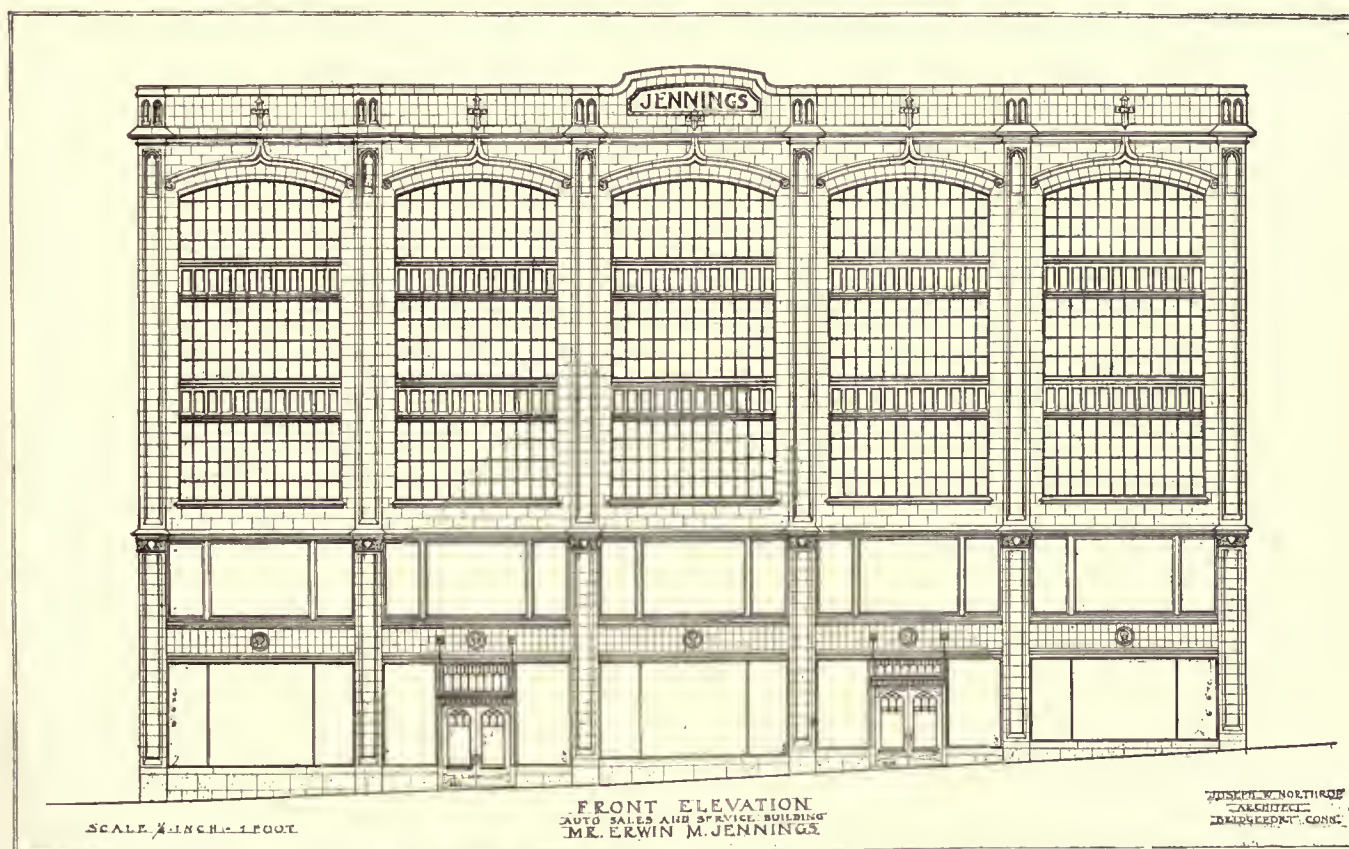 JENNINGS
FRONT ELEVATION
AUTO SALES AND SERVICE BUILDING
MR. ERWIN M. JENNINGS
SCALE ¼ INCH = 1 FOOT
JOSEPH W. NORTHROP
ARCHITECT
BRIDGEPORT CONN.